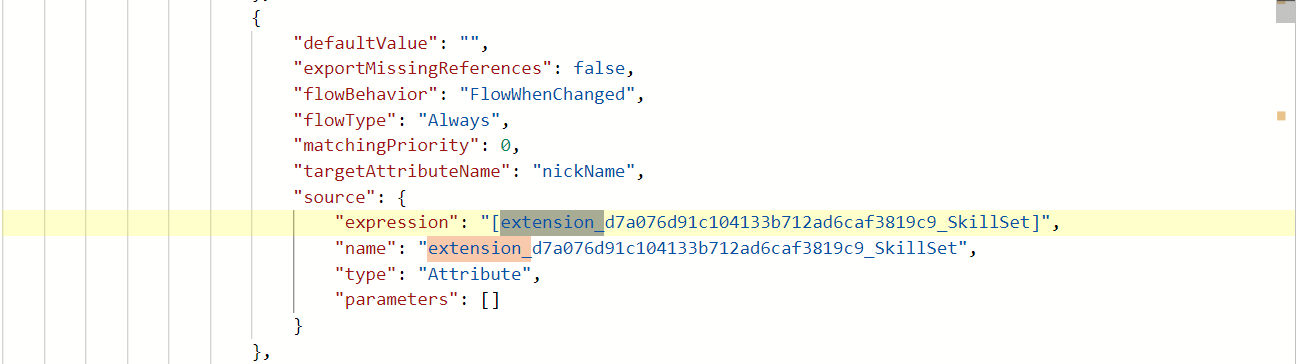 },
{
"defaultValue": "",
"exportMissingReferences": false,
"flowBehavior": "FlowWhenChanged",
"flowType": "Always",
"matchingPriority": 0,
"targetAttributeName": "nickName",
"source": {
"expression": "[extension_d7a076d91c104133b712ad6caf3819c9_SkillSet]",
"name": "extension_d7a076d91c104133b712ad6caf3819c9_SkillSet",
"type": "Attribute",
"parameters": []
}
},